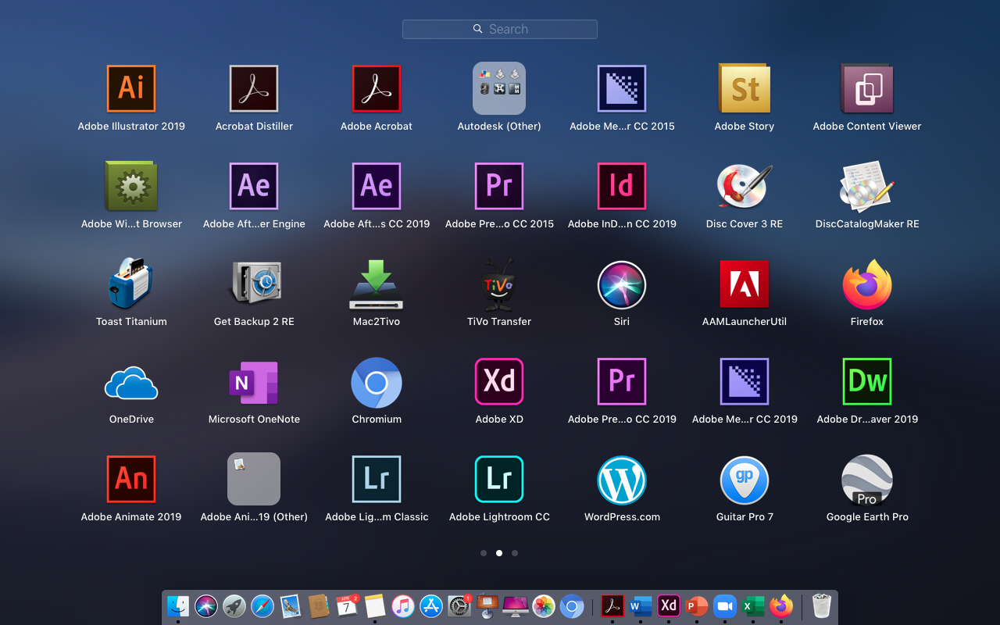 Search
Ai
Adobe Illustrator 2019
Acrobat Distiller
Adobe Acrobat
Autodesk (Other)
Adobe Me...r CC 2015
St
Adobe Story
Adobe Content Viewer
Adobe Wi...t Browser
Ae
Adobe Aft...er Engine
Ae
Adobe Aft...s CC 2019
Pr
Adobe Pre...o CC 2015
Id
Adobe InD...n CC 2019
Disc Cover 3 RE
DiscCatalogMaker RE
Toast Titanium
Get Backup 2 RE
Mac2Tivo
TiVo
TiVo Transfer
Siri
AAMLauncherUtil
Firefox
OneDrive
N
Microsoft OneNote
Chromium
Xd
Adobe XD
Pr
Adobe Pre...o CC 2019
Adobe Me...r CC 2019
Dw
Adobe Dr...aver 2019
An
Adobe Animate 2019
Adobe Ani...19 (Other)
Lr
Adobe Lig...m Classic
Lr
Adobe Lightroom CC
W
WordPress.com
gp
Guitar Pro 7
Pro
Google Earth Pro
APR
7
2
1
W
Xd
P
X